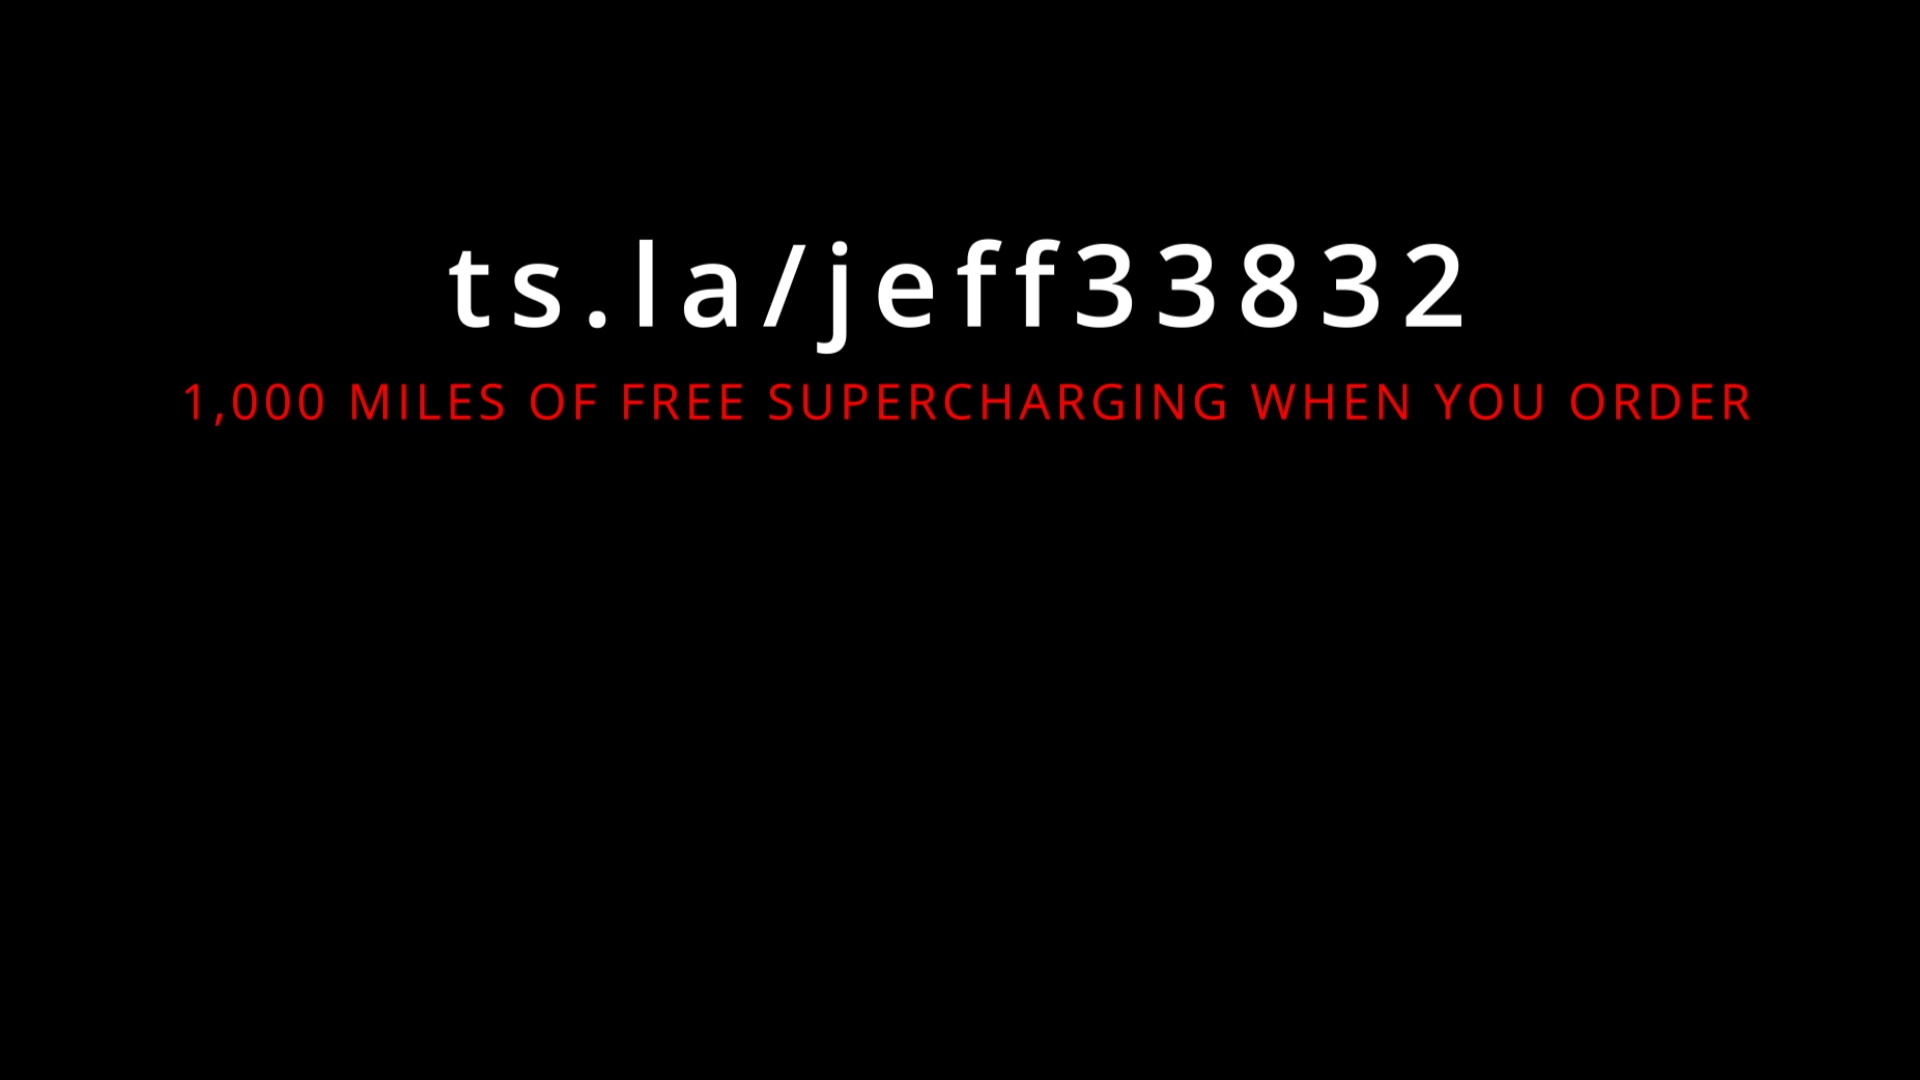 ts.la/jeff33832
1,000 MILES OF FREE SUPERCHARGING WHEN YOU ORDER